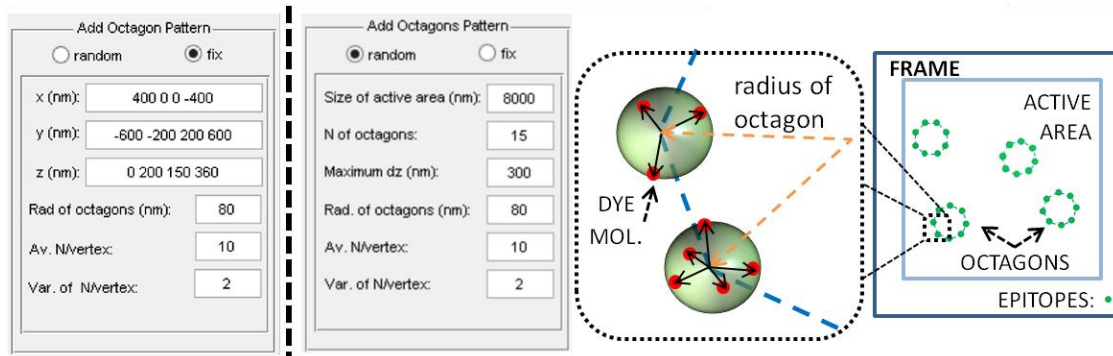 Add Octagon Pattern
random fix
x (nm): 400 0 0 -400
y (nm): -600 -200 200 600
z (nm): 0 200 150 360
Rad of octagons (nm): 80
Av. N/vertex: 10
Var. of N/vertex: 2
Add Octagons Pattern
random fix
Size of active area (nm): 8000
N of octagons: 15
Maximum dz (nm): 300
Rad. of octagons (nm): 80
Av. N/vertex: 10
Var. of N/vertex: 2
radius of
octagon
DYE
MOL.
FRAME
ACTIVE
AREA
OCTAGONS
EPITOPES: